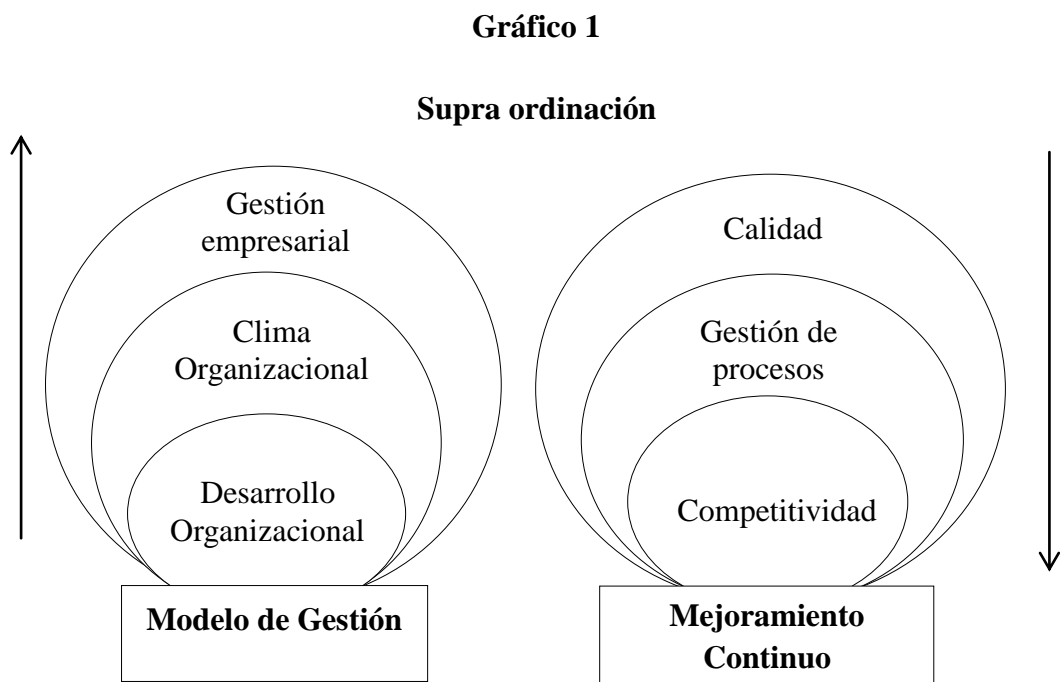 Gráfico 1
Supra ordinación
Gestión
empresarial
Clima
Organizacional
Desarrollo
Organizacional
Modelo de Gestión
Calidad
Gestión de
procesos
Competitividad
Mejoramiento
Continuo